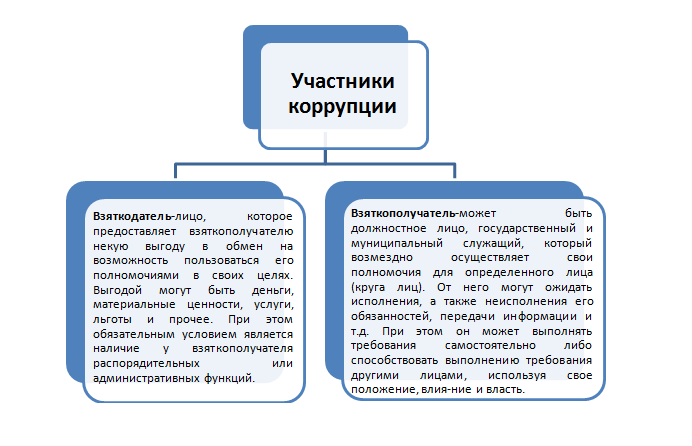 Участники
коррупции
Взяткодатель-лицо, которое
предоставляет взяткополучателю
некую выгоду в обмен на
возможность пользоваться его
полномочиями в своих целях.
Выгодой могут быть деньги,
материальные ценности, услуги,
льготы и прочее. При этом
обязательным условием является
наличие у взяткополучателя
распорядительных или
административных функций.
Взяткополучатель-может быть
должностное лицо, государственный и
муниципальный служащий, который
возмездно осуществляет свои
полномочия для определенного лица
(круга лиц). От него могут ожидать
исполнения, а также неисполнения его
обязанностей, передачи информации и
т.д. При этом он может выполнять
требования самостоятельно либо
способствовать выполнению требования
другими лицами, используя свое
положение, влия-ние и власть.